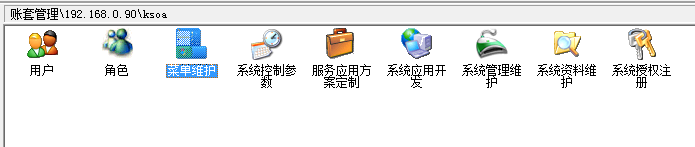 账套管理\192.168.0.90\ksoa
用户
角色
菜单维护
系统控制参
数
服务应用方
案定制
系统应用开
发
系统管理维
护
系统资料维
护
系统授权注
册